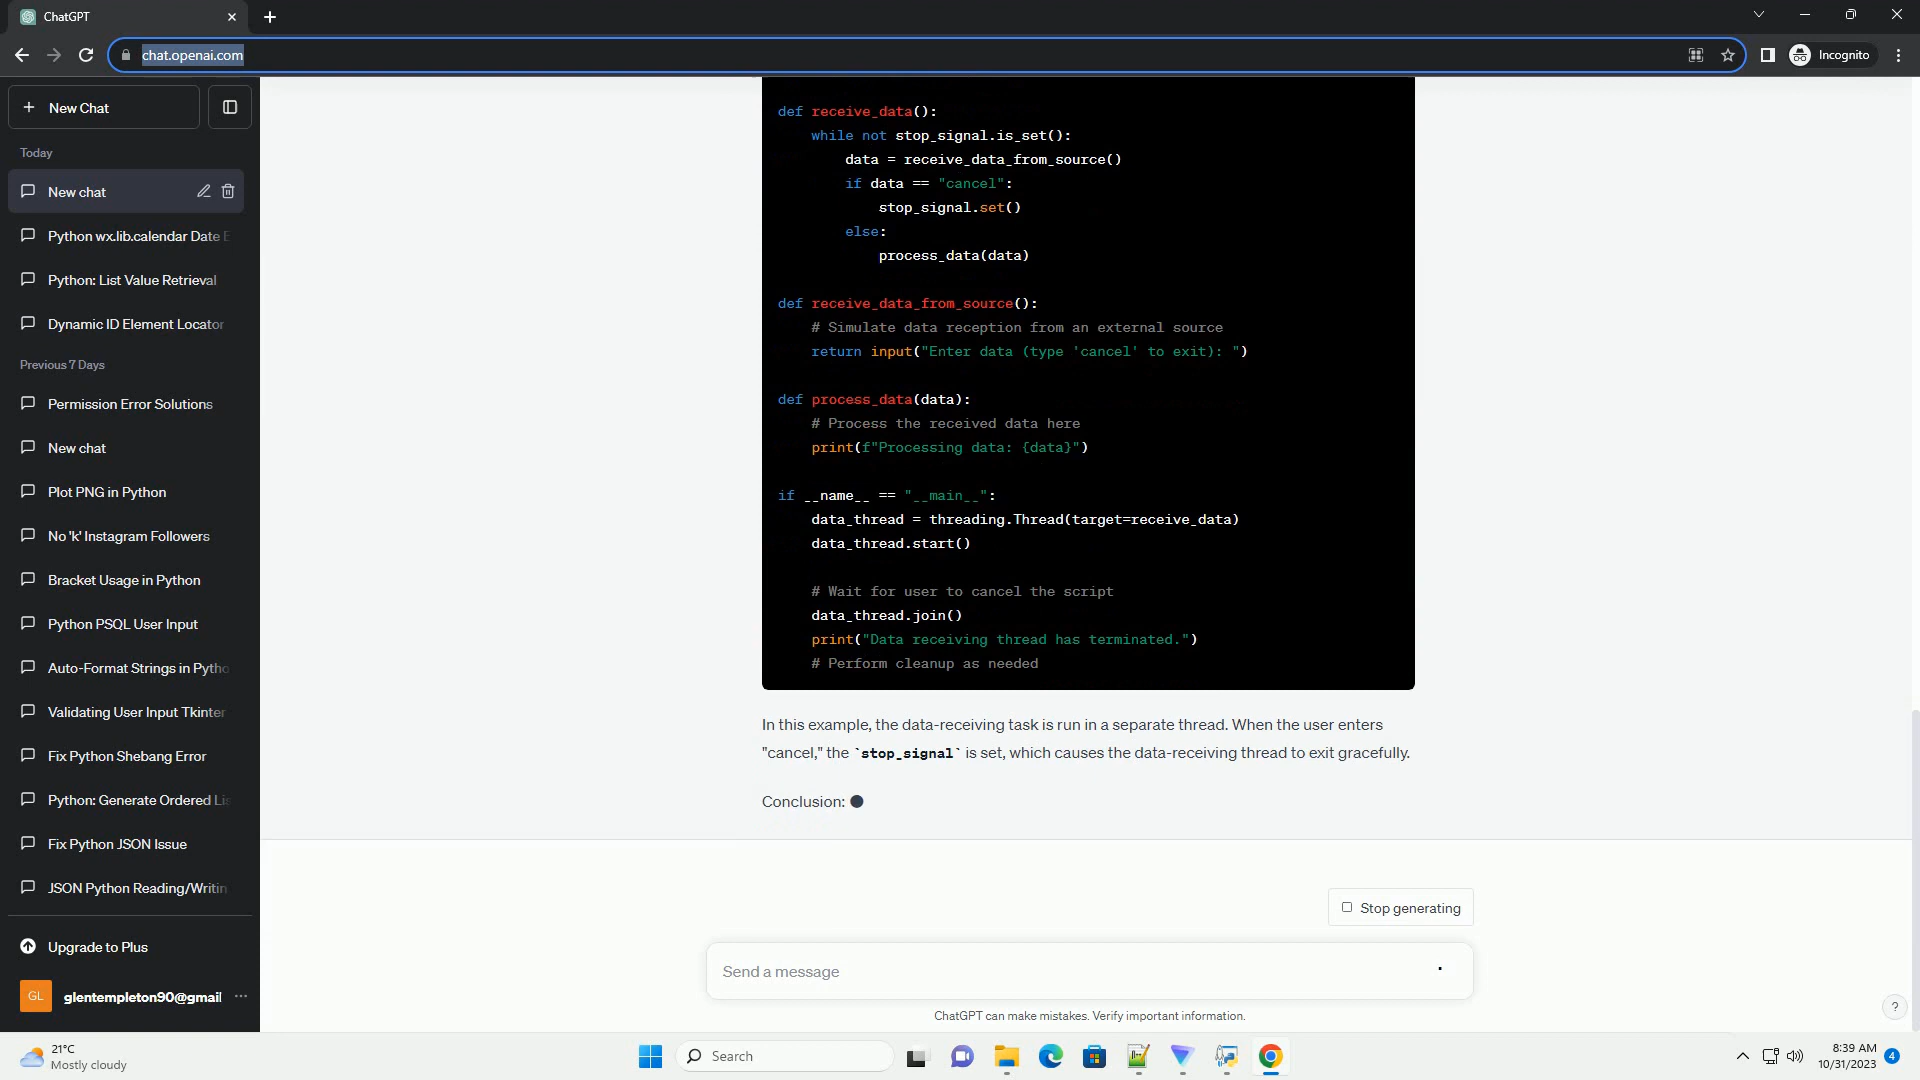 ChatGPT
chat.openai.com
Incognito
New Chat
Today
New chat
Python wx.lib.calendar Date E
Python: List Value Retrieval
Dynamic ID Element Locator
Previous 7 Days
Permission Error Solutions
New chat
Plot PNG in Python
No 'k' Instagram Followers
Bracket Usage in Python
Python PSQL User Input
Auto-Format Strings in Pytho
Validating User Input Tkinter
Fix Python Shebang Error
Python: Generate Ordered Lis
Fix Python JSON Issue
JSON Python Reading/Writin
Upgrade to Plus
GL
glentempleton90@gmail
def receive_data():
while not stop_signal.is_set():
data = receive_data_from_source()
if data == "cancel":
stop_signal.set()
else:
process_data(data)
def receive_data_from_source():
# Simulate data reception from an external source
return input("Enter data (type 'cancel' to exit): ")
def process_data(data):
# Process the received data here
print(f"Processing data: {data}")
if __name__ == "__main__":
data_thread = threading.Thread(target=receive_data)
data_thread.start()
# Wait for user to cancel the script
data_thread.join()
print("Data receiving thread has terminated.")
# Perform cleanup as needed
In this example, the data-receiving task is run in a separate thread. When the user enters
"cancel," the `stop_signal` is set, which causes the data-receiving thread to exit gracefully.
Conclusion:
Stop generating
Send a message
ChatGPT can make mistakes. Verify important information.
?
21°C
Mostly cloudy
Search
8:39 AM
10/31/2023
4